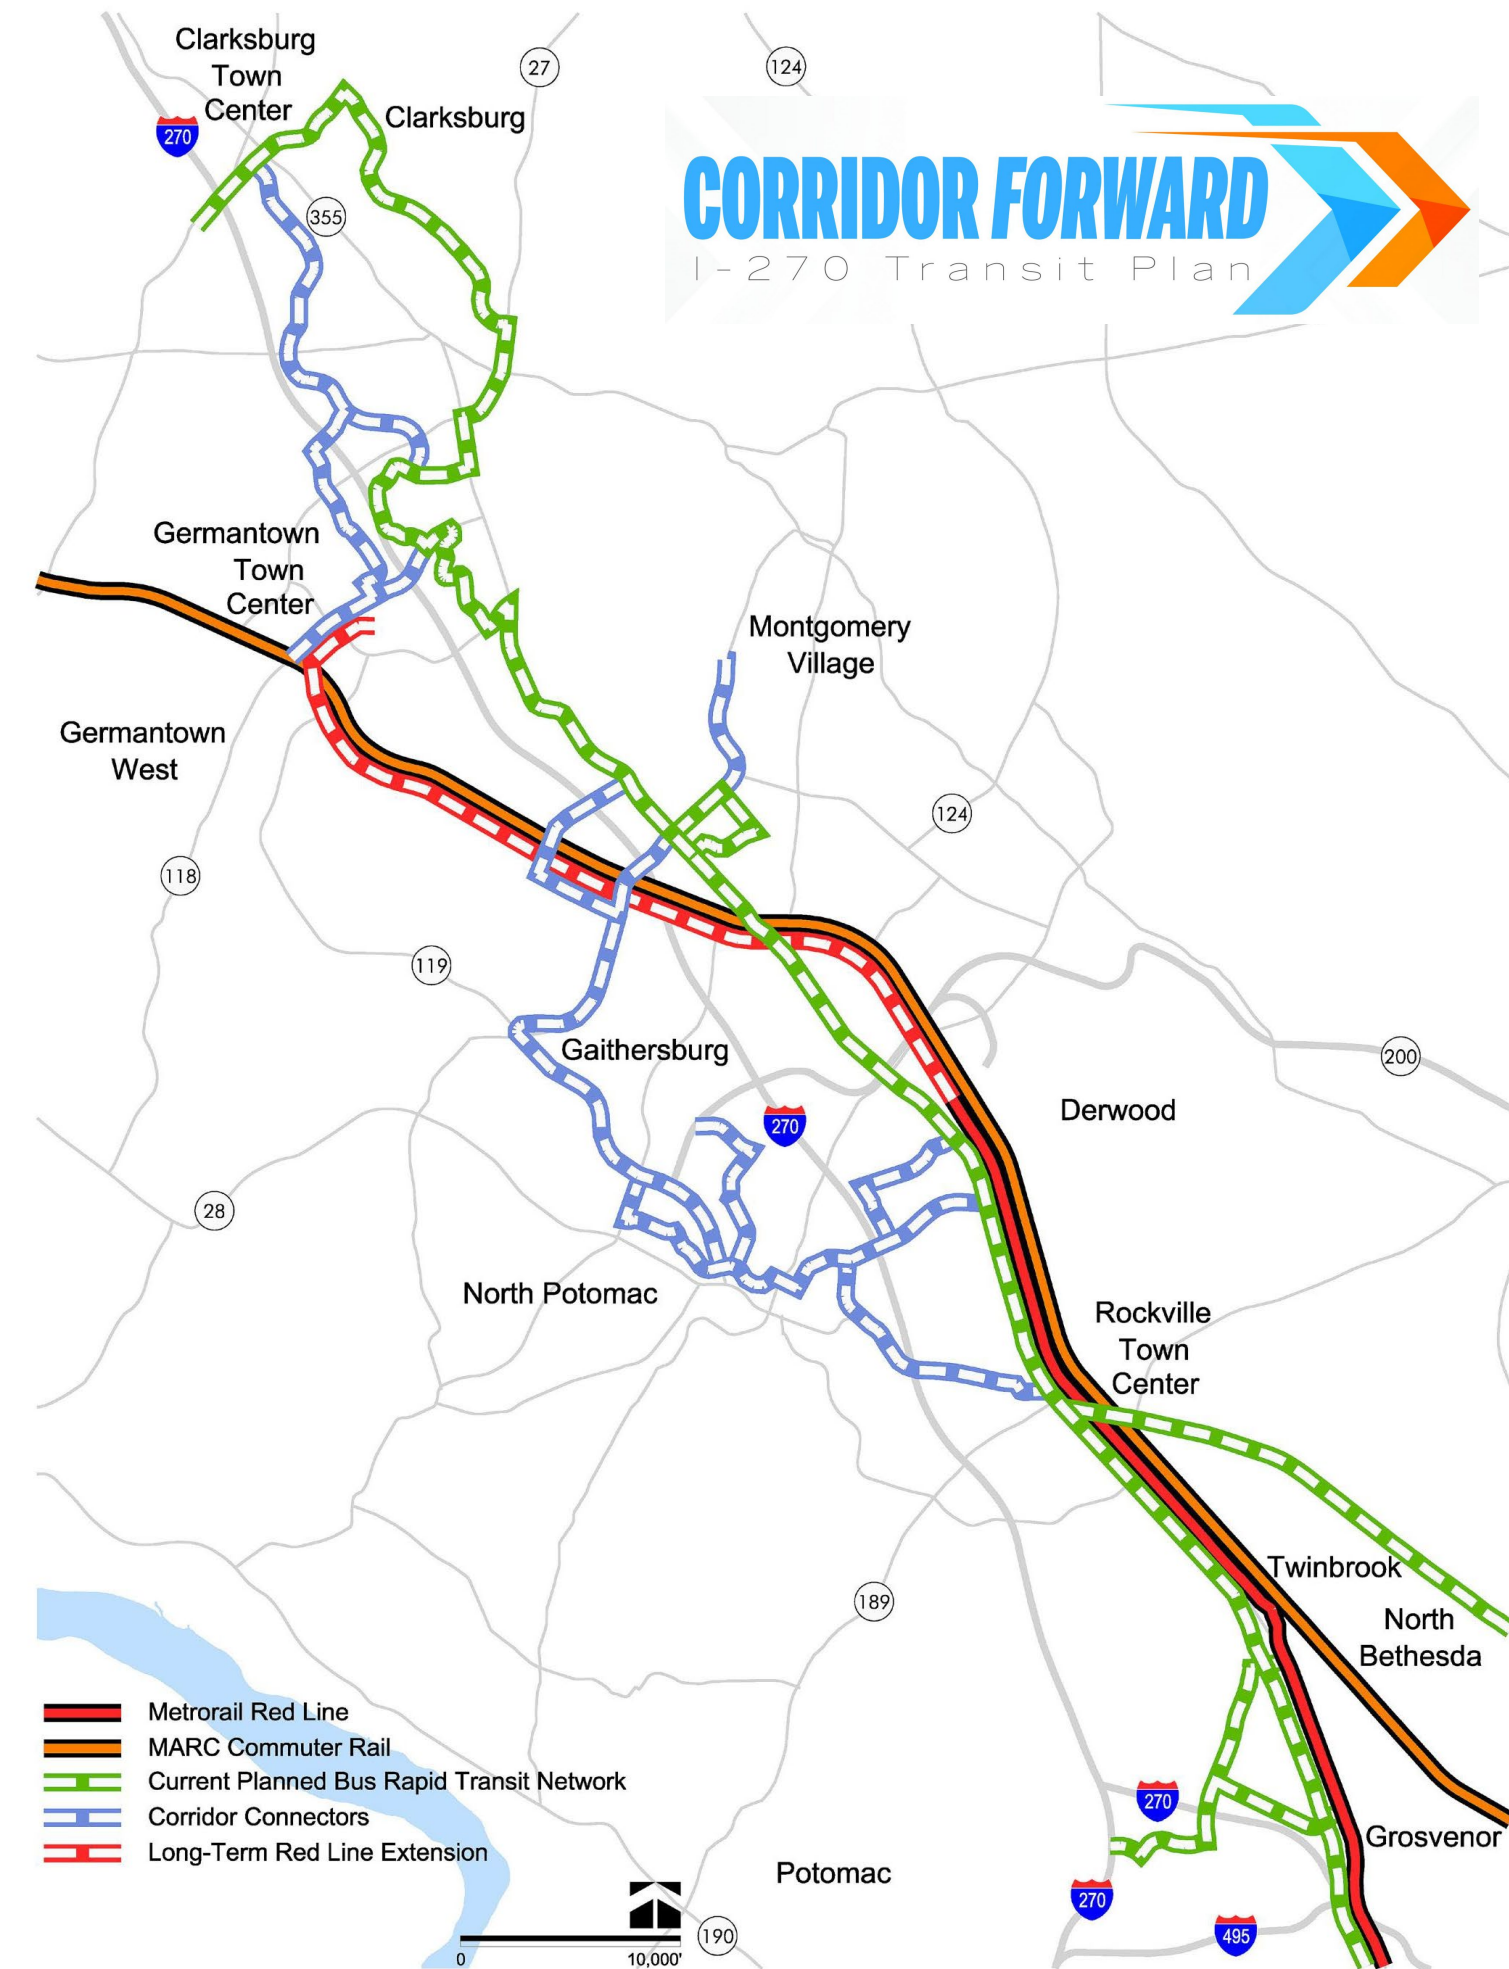 Clarksburg
Town
Center
Clarksburg
27
124
270
355
CORRIDOR FORWARD
I-270 Transit Plan
Germantown
Town
Center
Montgomery
Village
Germantown
West
124
118
119
Gaithersburg
200
270
Derwood
28
North Potomac
Rockville
Town
Center
Twinbrook
189
North
Bethesda
Metrorail Red Line
MARC Commuter Rail
Current Planned Bus Rapid Transit Network
Corridor Connectors
Long-Term Red Line Extension
270
Grosvenor
Potomac
270
190
495
0
10,000'